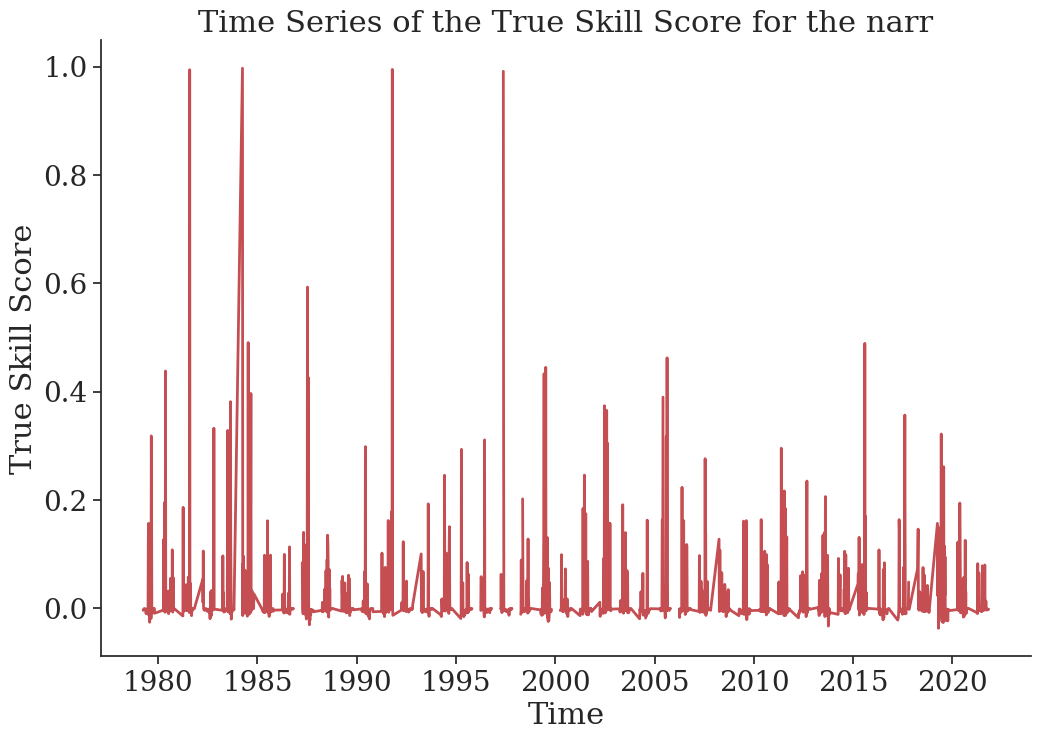 Time Series of the True Skill Score for the narr
True Skill Score
1.0
0.8
0.6
0.4
0.2
0.0
1980 1985 1990 1995 2000 2005 2010 2015 2020
Time